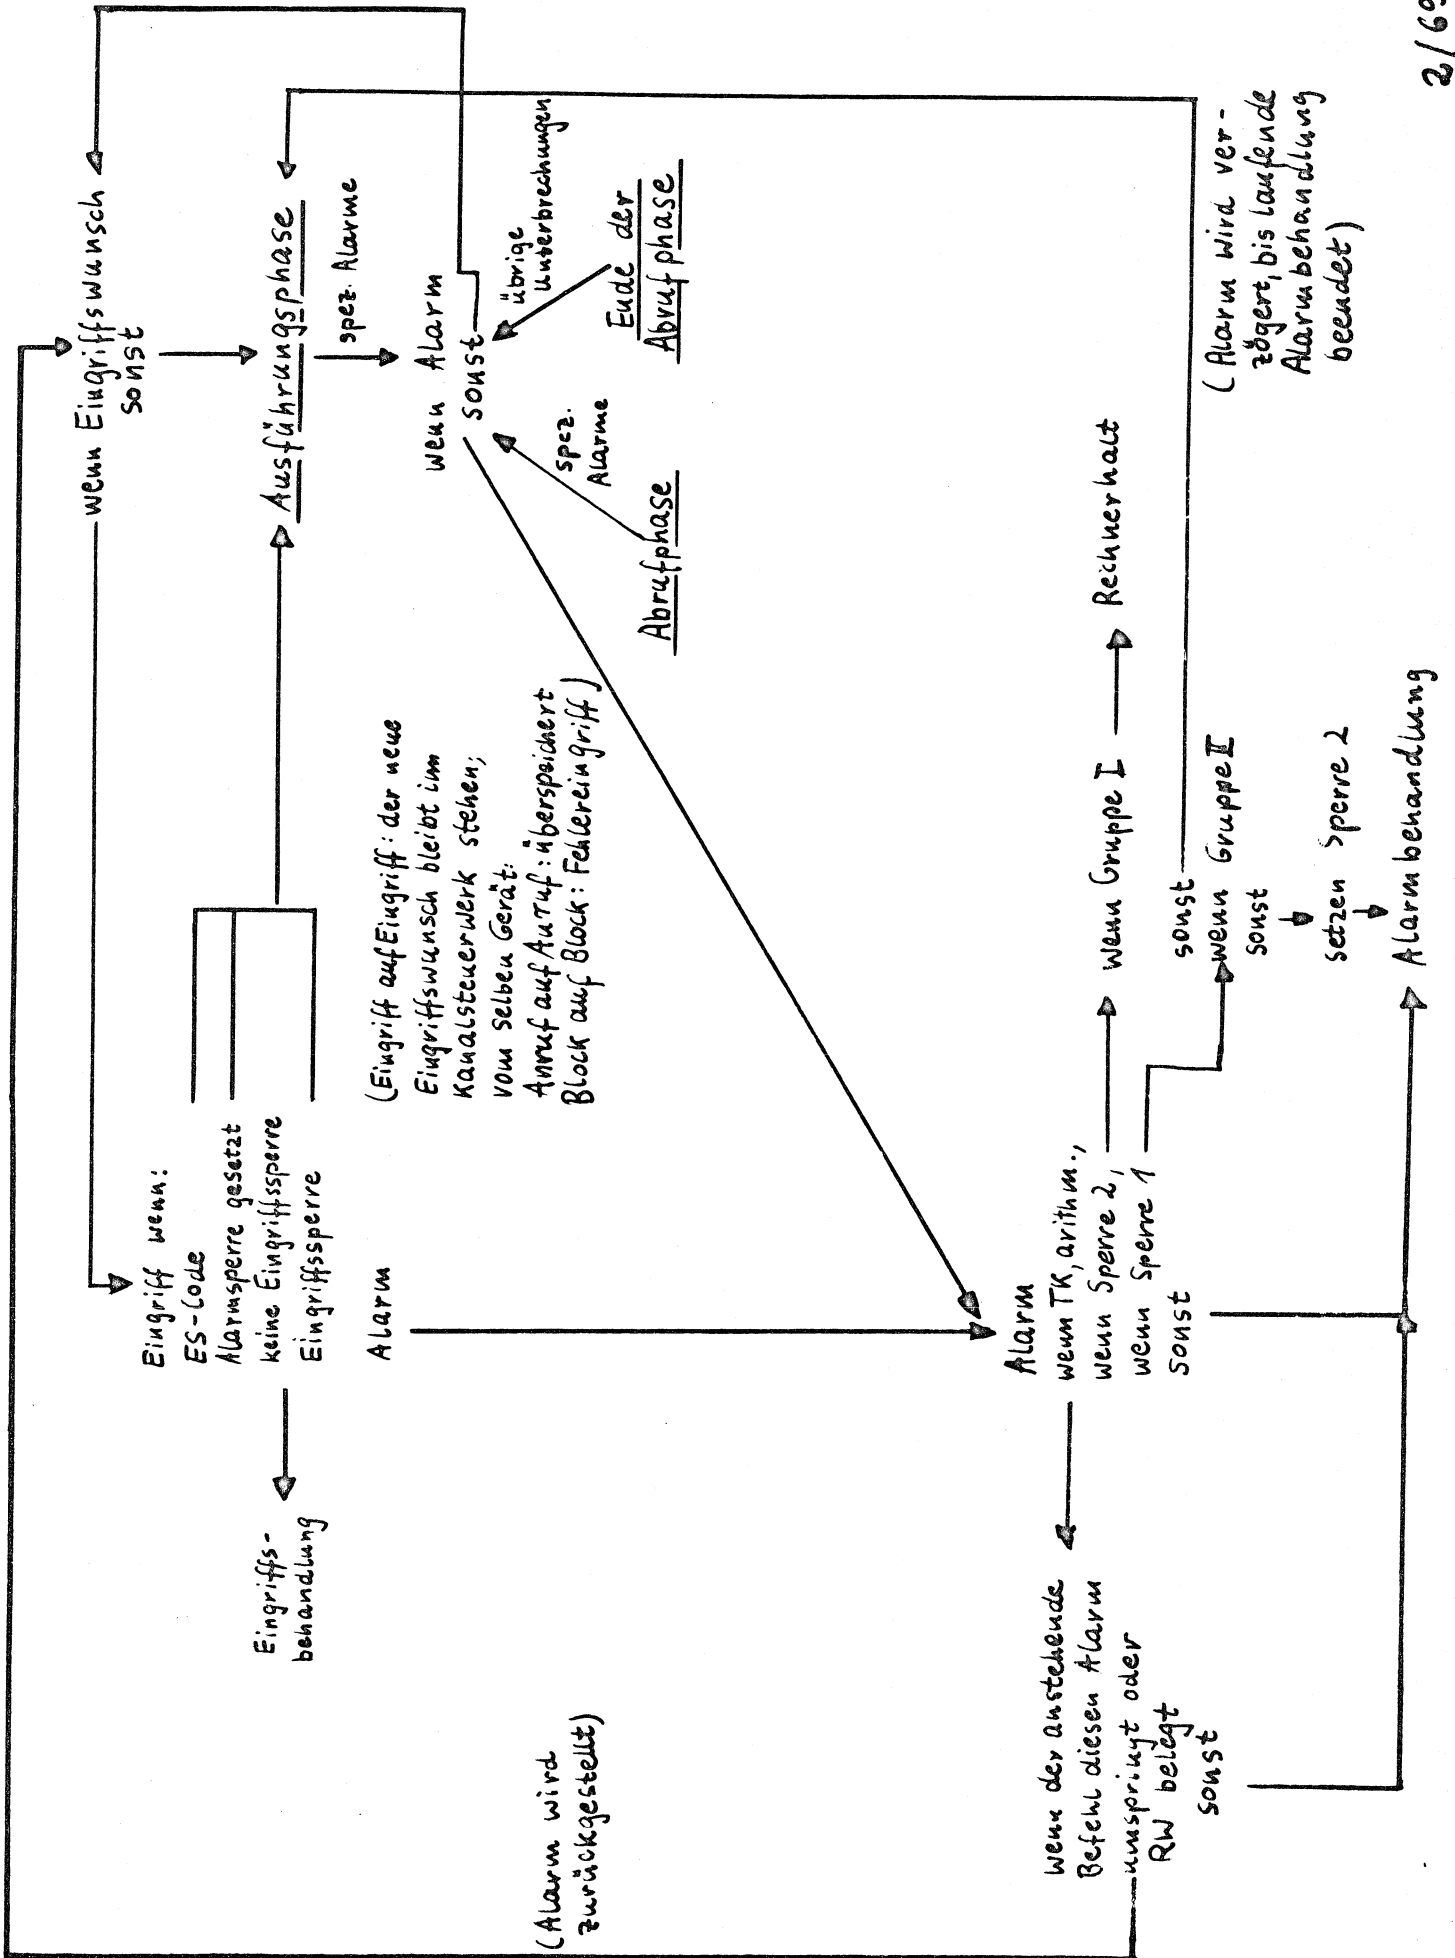 Eingriff wenn:
ES-Code
Alarmsperre gesetzt
keine Eingriffssperre
Eingriffssperre
Alarm
Eingriffs-
behandlung
wenn Eingriffswunsch
sonst
Ausführungsphase
spez. Alarme
wenn Alarm
sonst
übrige
Unterbrechungen
Ende der
Abrufphase
spez.
Alarme
Abrufphase
(Eingriff auf Eingriff: der neue
Eingriffswunsch bleibt im
Kanalsteuerwerk stehen;
vom selben Gerät:
Anruf auf Anruf: überspeichert
Block auf Block: Fehlereingriff)
(Alarm wird
zurückgestellt)
Alarm
wenn TK, arithm.,
wenn Sperre 2,
wenn Sperre 1
sonst
wenn der anstehende
Befehl diesen Alarm
umspringt oder
RW belegt
sonst
wenn Gruppe I
Rechnerhalt
sonst
wenn Gruppe II
sonst
setzen Sperre 2
Alarmbehandlung
(Alarm wird ver-
zögert, bis laufende
Alarmbehandlung
beendet)
2/69